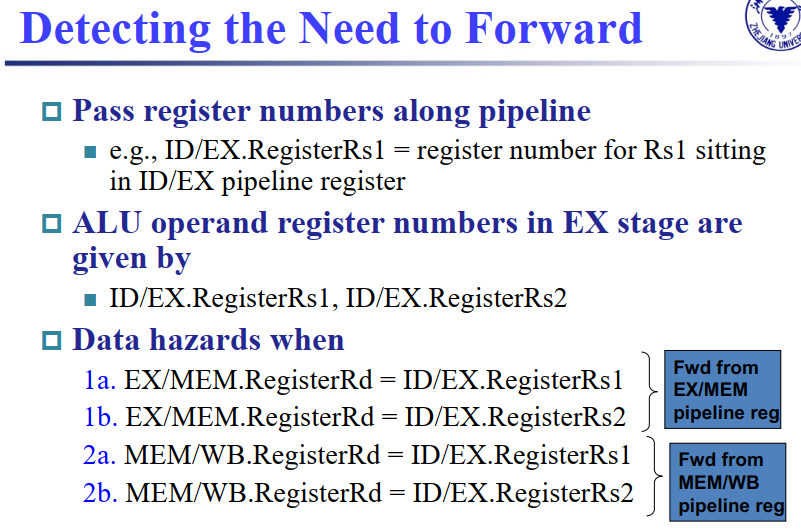 Detecting the Need to Forward
ZHEJIANG UNIVERS
1897
Pass register numbers along pipeline
e.g., ID/EX.RegisterRs1 = register number for Rs1 sitting
in ID/EX pipeline register
ALU operand register numbers in EX stage are
given by
ID/EX.RegisterRs1, ID/EX.RegisterRs2
Data hazards when
1a. EX/MEM.RegisterRd = ID/EX.RegisterRs1
1b. EX/MEM.RegisterRd = ID/EX.RegisterRs2
Fwd from
EX/MEM
pipeline reg
2a. MEM/WB.RegisterRd = ID/EX.RegisterRs1
2b. MEM/WB.RegisterRd = ID/EX.RegisterRs2
Fwd from
MEM/WB
pipeline reg